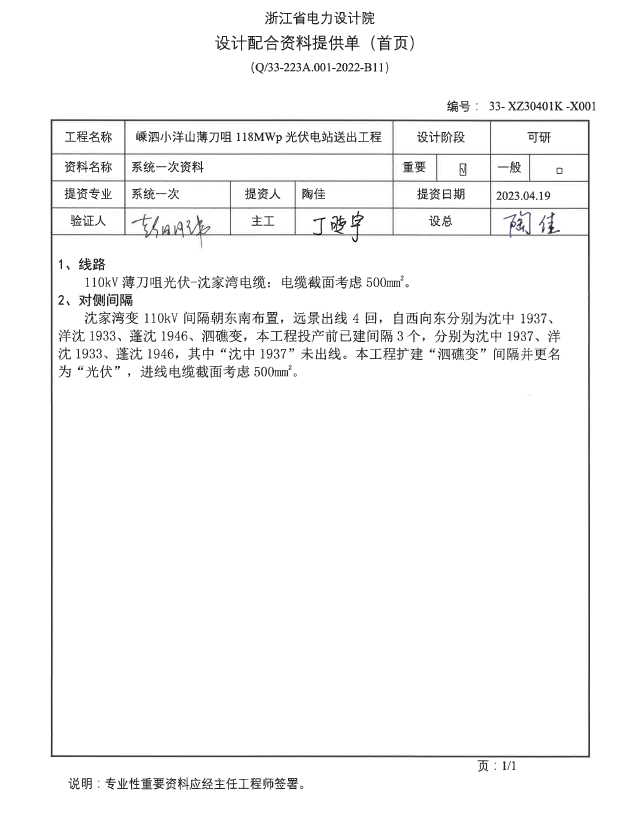 浙江省电力设计院
设计配合资料提供单（首页）
(Q/33-223A.001-2022-B11)
编号： 33- XZ30401K -X001
工程名称 嵊泗小洋山薄刀咀 118MWp 光伏电站送出工程 设计阶段 可研
资料名称 系统一次资料 重要 ☑ 一般 □
提资专业 系统一次 提资人 陶佳 提资日期 2023.04.19
验证人 主工 丁晓宇 设总 陶佳
1、线路
110kV 薄刀咀光伏-沈家湾电缆：电缆截面考虑 500mm²。
2、对侧间隔
沈家湾变 110kV 间隔朝东南布置，远景出线 4 回，自西向东分别为沈中 1937、
洋沈 1933、蓬沈 1946、泗礁变，本工程投产前已建间隔 3 个，分别为沈中 1937、洋
沈 1933、蓬沈 1946，其中“沈中 1937”未出线。本工程扩建“泗礁变”间隔并更名
为“光伏”，进线电缆截面考虑 500mm²。
页：1/1
说明：专业性重要资料应经主任工程师签署。